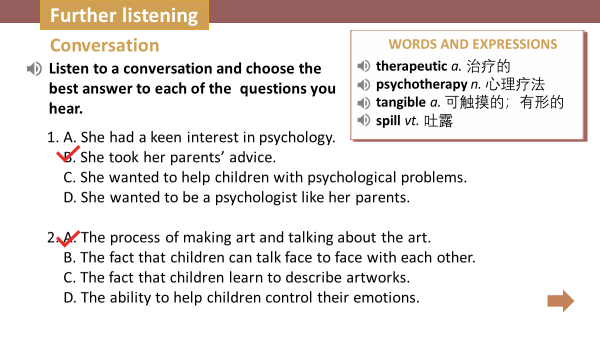 Further listening
Conversation
Listen to a conversation and choose the
best answer to each of the questions you
hear.
WORDS AND EXPRESSIONS
therapeutic a. 治疗的
psychotherapy n. 心理疗法
tangible a. 可触摸的；有形的
spill vt. 吐露
1. A. She had a keen interest in psychology.
B. She took her parents’ advice.
C. She wanted to help children with psychological problems.
D. She wanted to be a psychologist like her parents.
2. A. The process of making art and talking about the art.
B. The fact that children can talk face to face with each other.
C. The fact that children learn to describe artworks.
D. The ability to help children control their emotions.